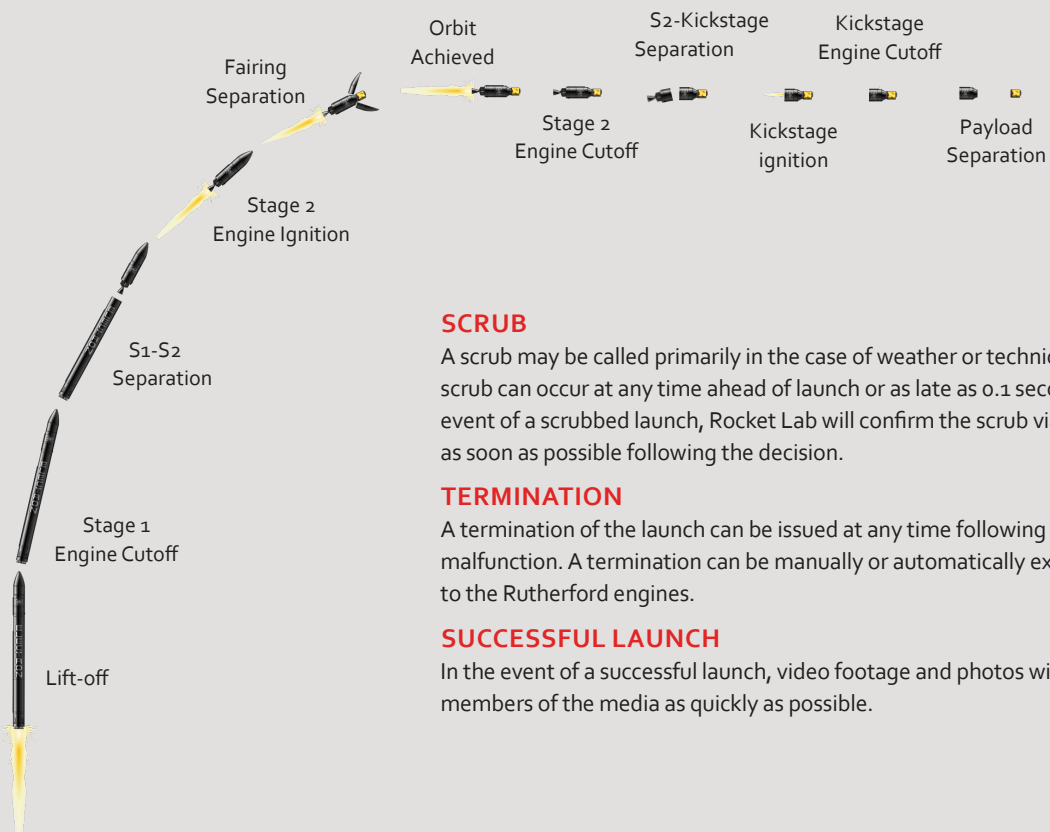 Orbit
Achieved
S2-Kickstage
Separation
Kickstage
Engine Cutoff
Fairing
Separation
Stage 2
Engine Cutoff
Kickstage
ignition
Payload
Separation
Stage 2
Engine Ignition
S1-S2
Separation
Stage 1
Engine Cutoff
Lift-off
ELECTRON
SCRUB
A scrub may be called primarily in the case of weather or
scrub can occur at any time ahead of launch or as late as 0.1
event of a scrubbed launch, Rocket Lab will confirm the scrub
as soon as possible following the decision.
TERMINATION
A termination of the launch can be issued at any time following
malfunction. A termination can be manually or automatically
to the Rutherford engines.
SUCCESSFUL LAUNCH
In the event of a successful launch, video footage and photos
members of the media as quickly as possible.